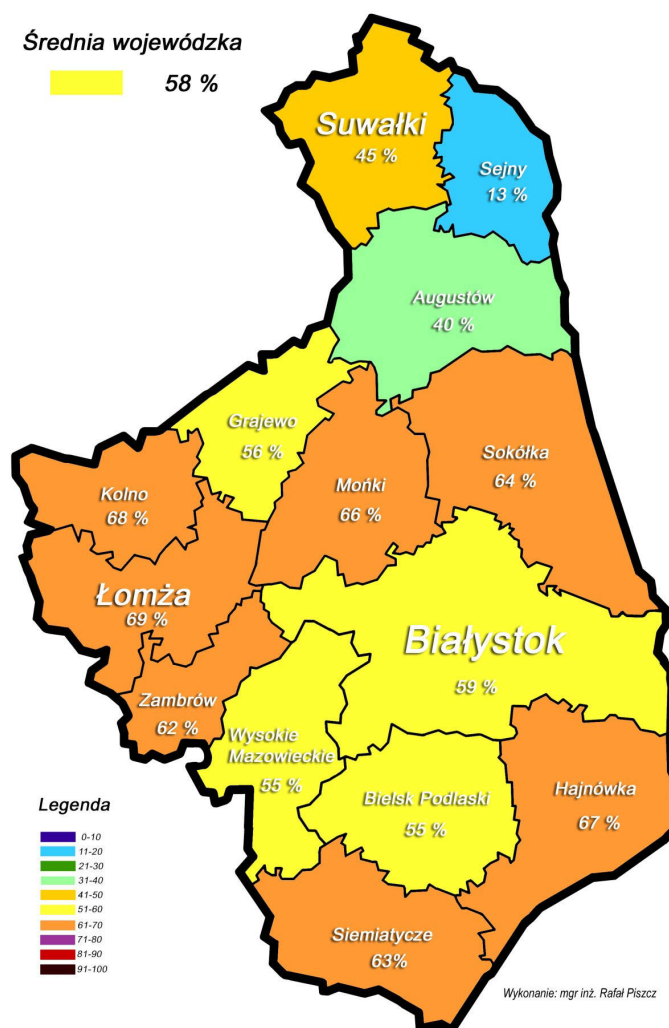 Średnia wojewódzka
58 %
Suwałki
45 %
Sejny
13 %
Augustów
40 %
Grajewo
56 %
Mońki
66 %
Sokółka
64 %
Kolno
68 %
Łomża
69 %
Białystok
59 %
Zambrów
62 %
Wysokie
Mazowieckie
55 %
Bielsk Podlaski
55 %
Hajnówka
67 %
Siemiatycze
63%
Legenda
0-10
11-20
21-30
31-40
41-50
51-60
61-70
71-80
81-90
91-100
Wykonanie: mgr inż. Rafał Piszcz